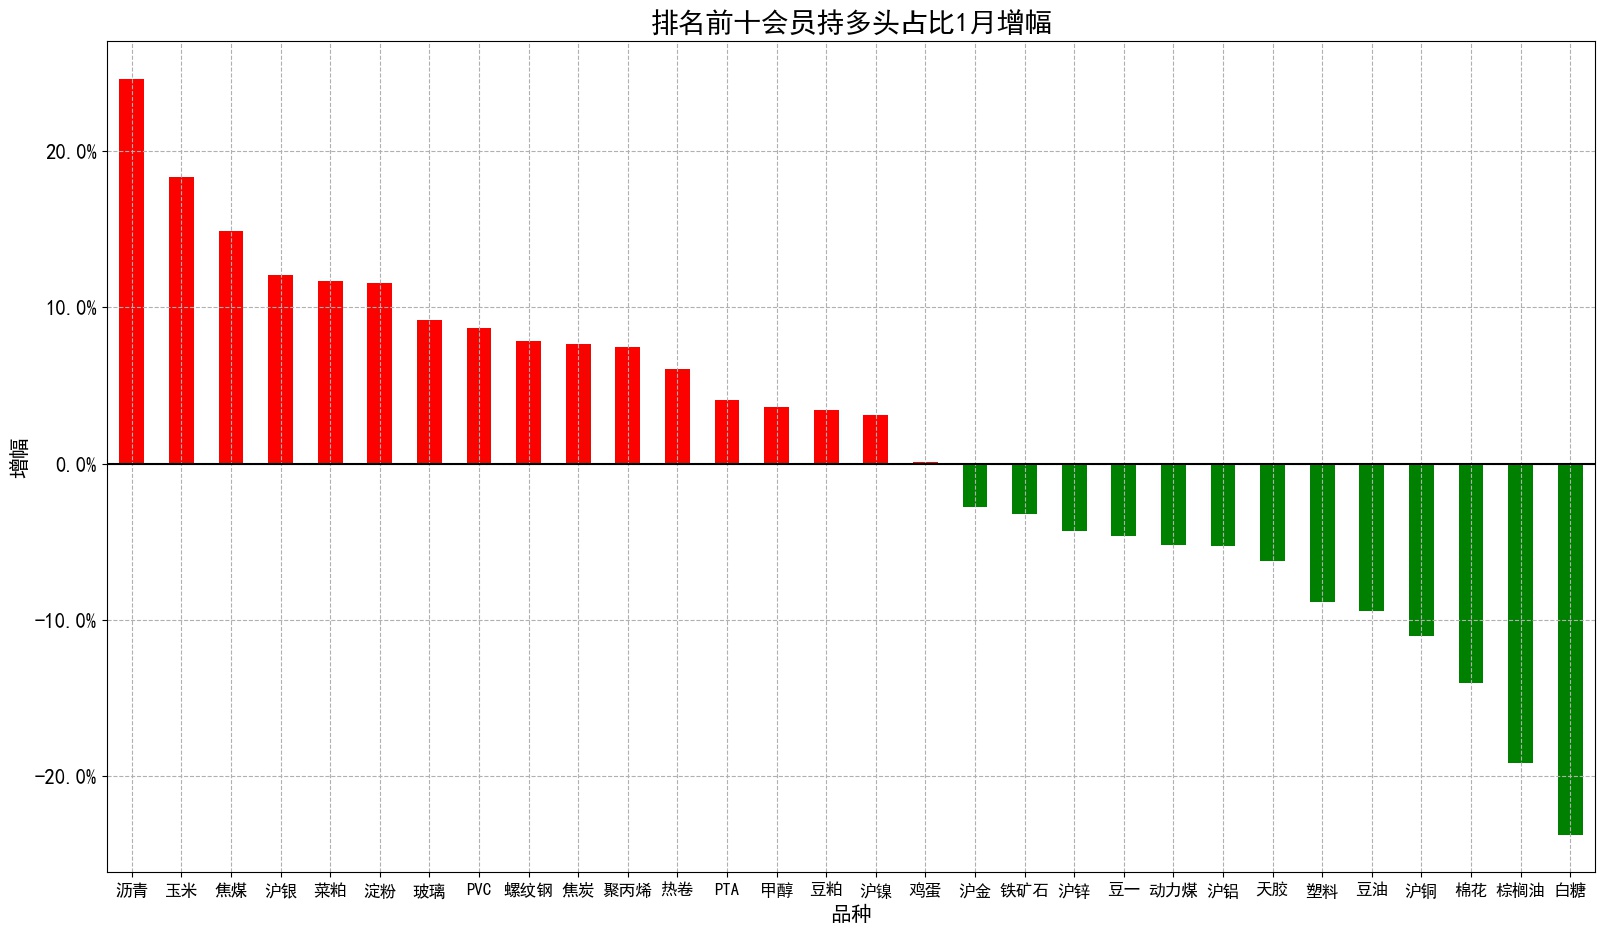 排名前十会员持多头占比1月增幅
增幅
20.0%
10.0%
0.0%
-10.0%
-20.0%
沥青 玉米 焦煤 沪银 菜粕 淀粉 玻璃 PVC 螺纹钢 焦炭 聚丙烯 热卷 PTA 甲醇 豆粕 沪镍 鸡蛋 沪金 铁矿石 沪锌 豆一 动力煤 沪铝 天胶 塑料 豆油 沪铜 棉花 棕榈油 白糖
品种